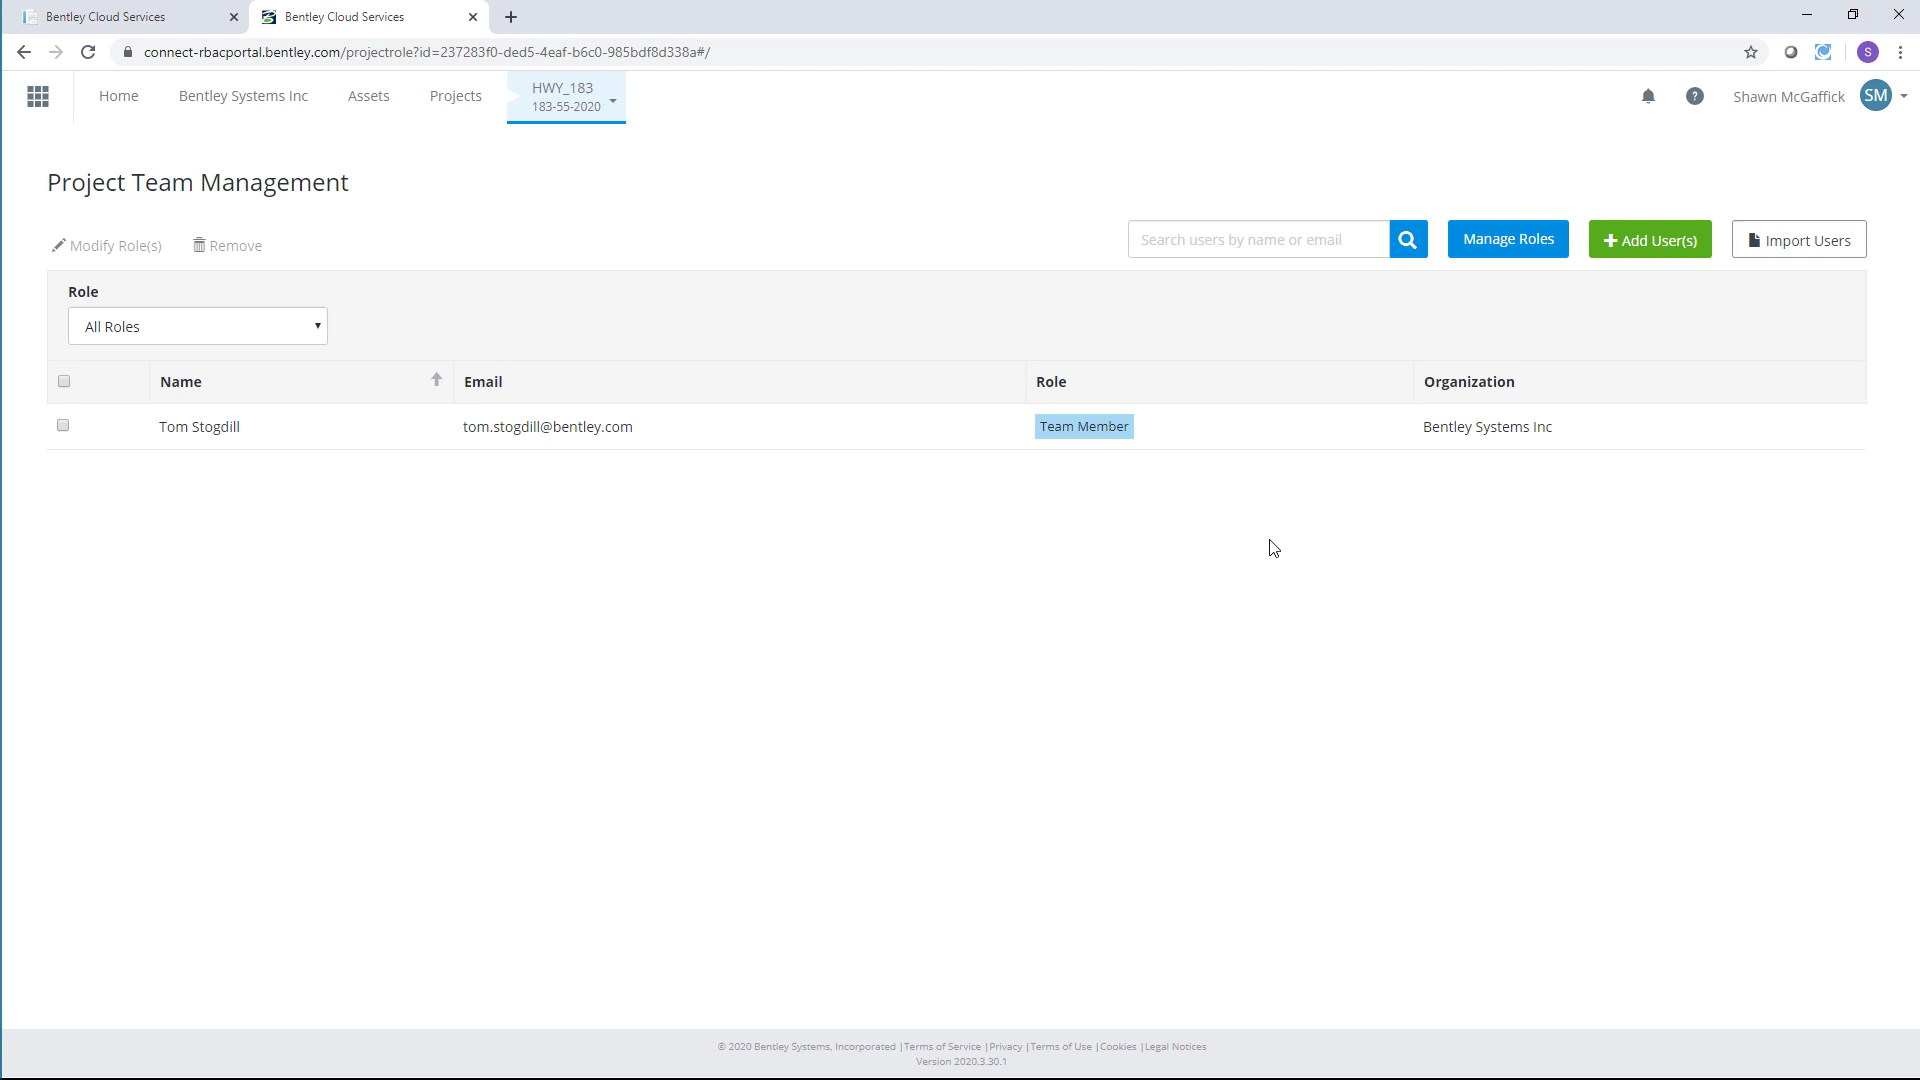 Bentley Cloud Services
Bentley Cloud Services
connect-rbacportal.bentley.com/projectrole?id=237283f0-ded5-4eaf-b6c0-985bdf8d338a#/
S
Home
Bentley Systems Inc
Assets
Projects
HWY_183
183-55-2020
?
Shawn McGaffick
SM
Project Team Management
Modify Role(s)
Remove
Search users by name or email
Manage Roles
Add User(s)
Import Users
Role
All Roles
Name
Email
Role
Organization
Tom Stogdill
tom.stogdill@bentley.com
Team Member
Bentley Systems Inc
© 2020 Bentley Systems, Incorporated |Terms of Service |Privacy |Terms of Use |Cookies |Legal Notices
Version 2020.3.30.1